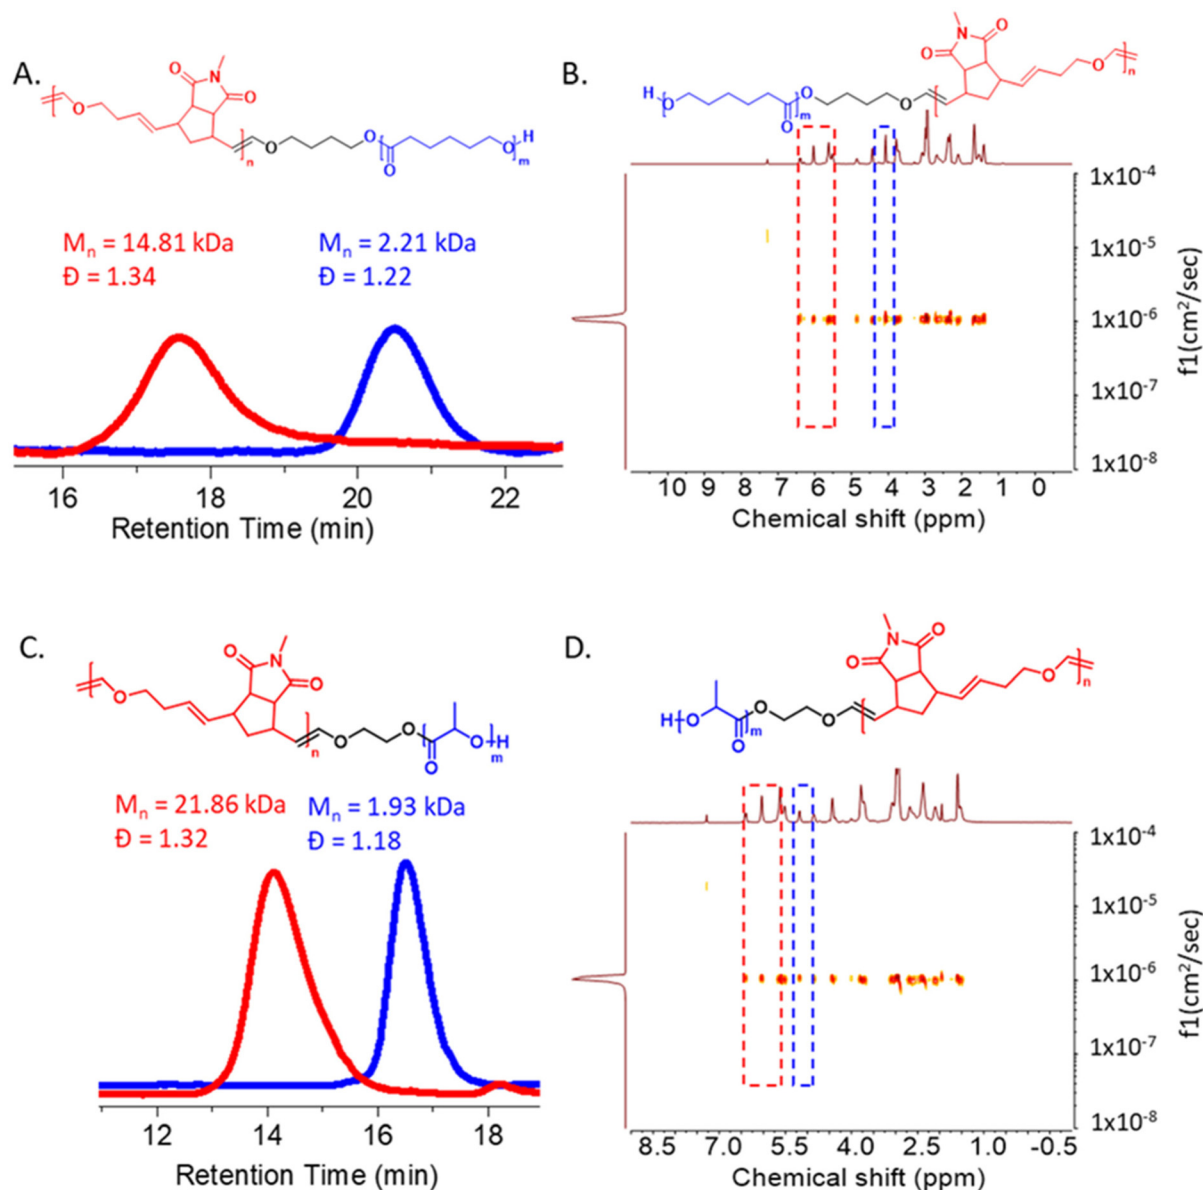 A.
N
O
O
O
n
O
O
O
O
H
m
Mn = 14.81 kDa
Đ = 1.34
Mn = 2.21 kDa
Đ = 1.22
16 18 20 22
Retention Time (min)
B.
N
O
O
O
n
H
O
O
m
O
O
1x10-4
1x10-5
1x10-6
1x10-7
1x10-8
f1(cm2/sec)
10 9 8 7 6 5 4 3 2 1 0
Chemical shift (ppm)
C.
O
N
O
O
n
O
O
O
O-H
m
Mn = 21.86 kDa
Đ = 1.32
Mn = 1.93 kDa
Đ = 1.18
12 14 16 18
Retention Time (min)
D.
O
N
O
O
n
H
O
O
m
O
O
1x10-4
1x10-5
1x10-6
1x10-7
1x10-8
f1(cm2/sec)
8.5 7.0 5.5 4.0 2.5 1.0 -0.5
Chemical shift (ppm)